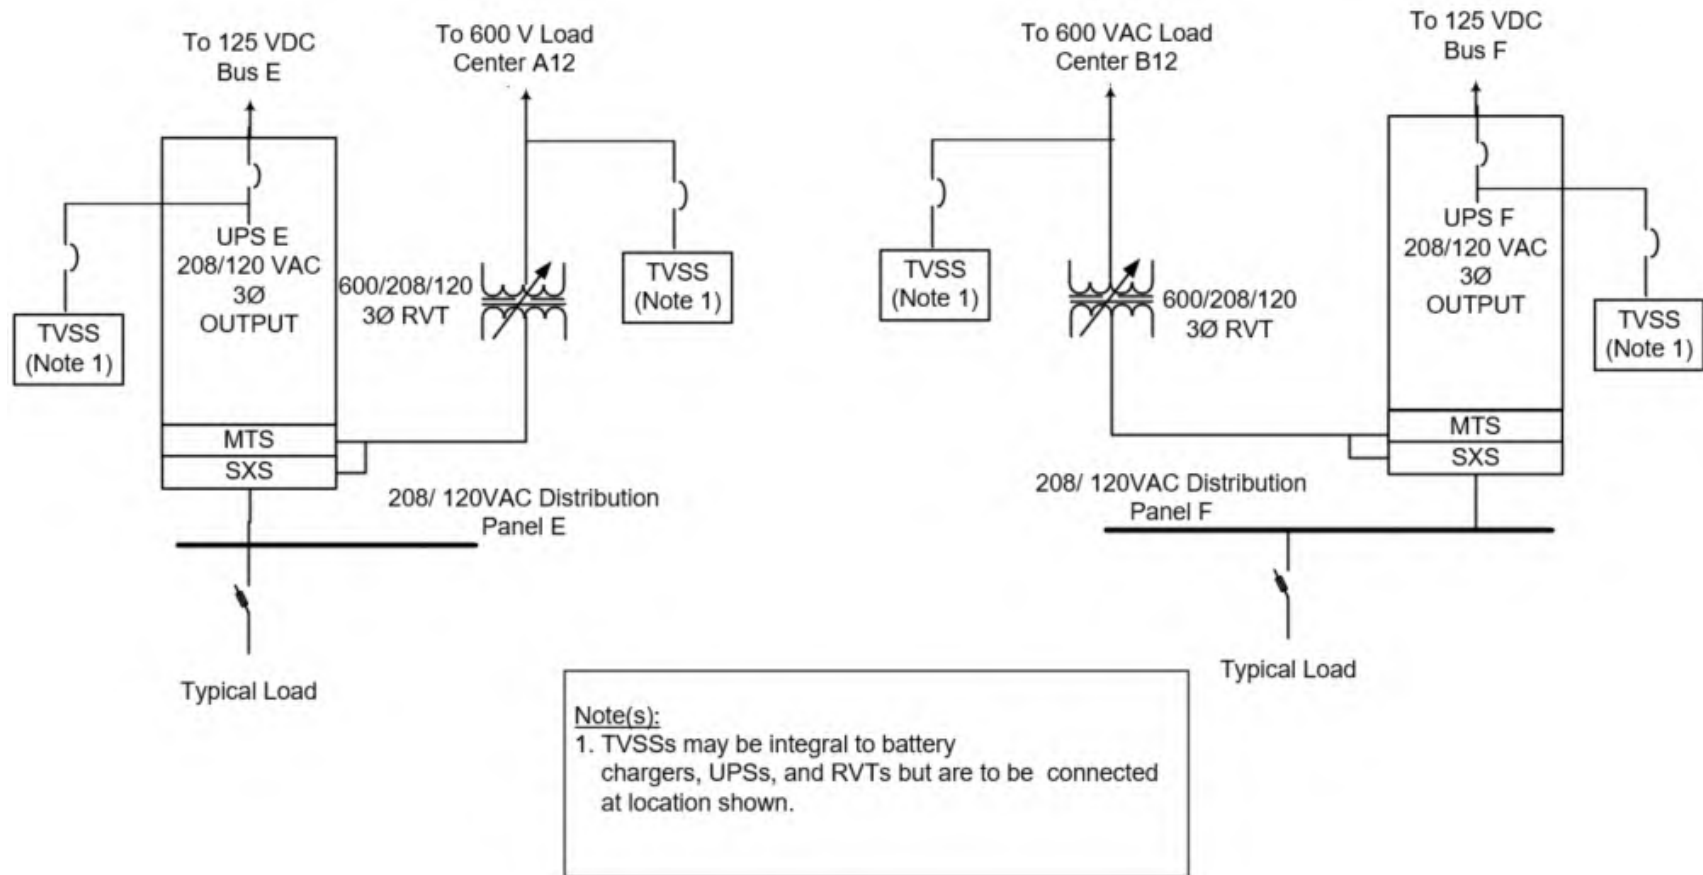 To 125 VDC
Bus E
To 600 V Load
Center A12
To 600 VAC Load
Center B12
To 125 VDC
Bus F
UPS E
208/120 VAC
3Ø
OUTPUT
TVSS
(Note 1)
600/208/120
3Ø RVT
TVSS
(Note 1)
MTS
SXS
208/ 120VAC Distribution
Panel E
Typical Load
TVSS
(Note 1)
600/208/120
3Ø RVT
UPS F
208/120 VAC
3Ø
OUTPUT
TVSS
(Note 1)
MTS
SXS
208/ 120VAC Distribution
Panel F
Typical Load
Note(s):
1. TVSSs may be integral to battery
chargers, UPSs, and RVTs but are to be connected
at location shown.